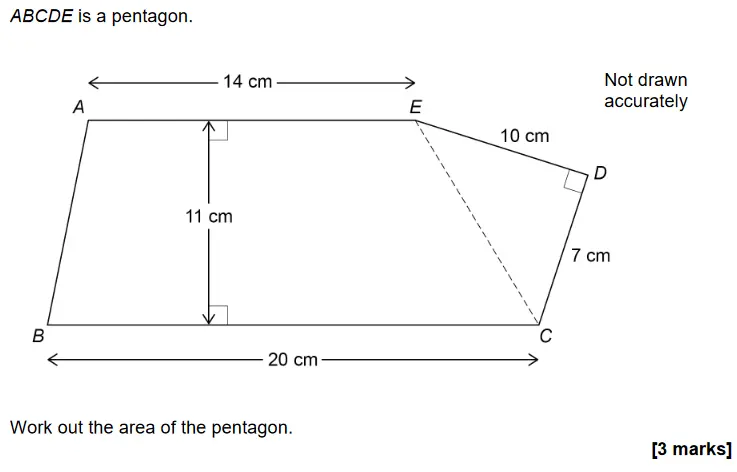 ABCDE is a pentagon.
14 cm
Not drawn
accurately
A
E
10 cm
D
11 cm
7 cm
B
C
20 cm
Work out the area of the pentagon.
[3 marks]